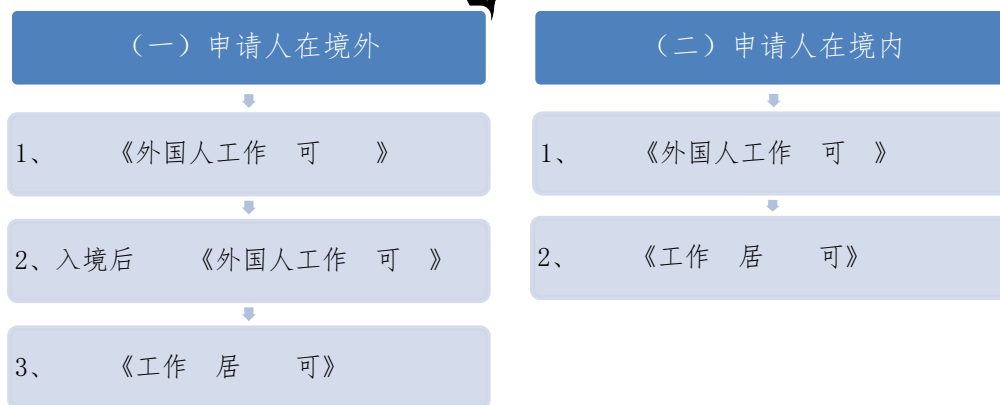 （一）申请人在境外
1、 《外国人工作 可 》
2、入境后 《外国人工作 可 》
3、 《工作 居 可》
（二）申请人在境内
1、 《外国人工作 可 》
2、 《工作 居 可》